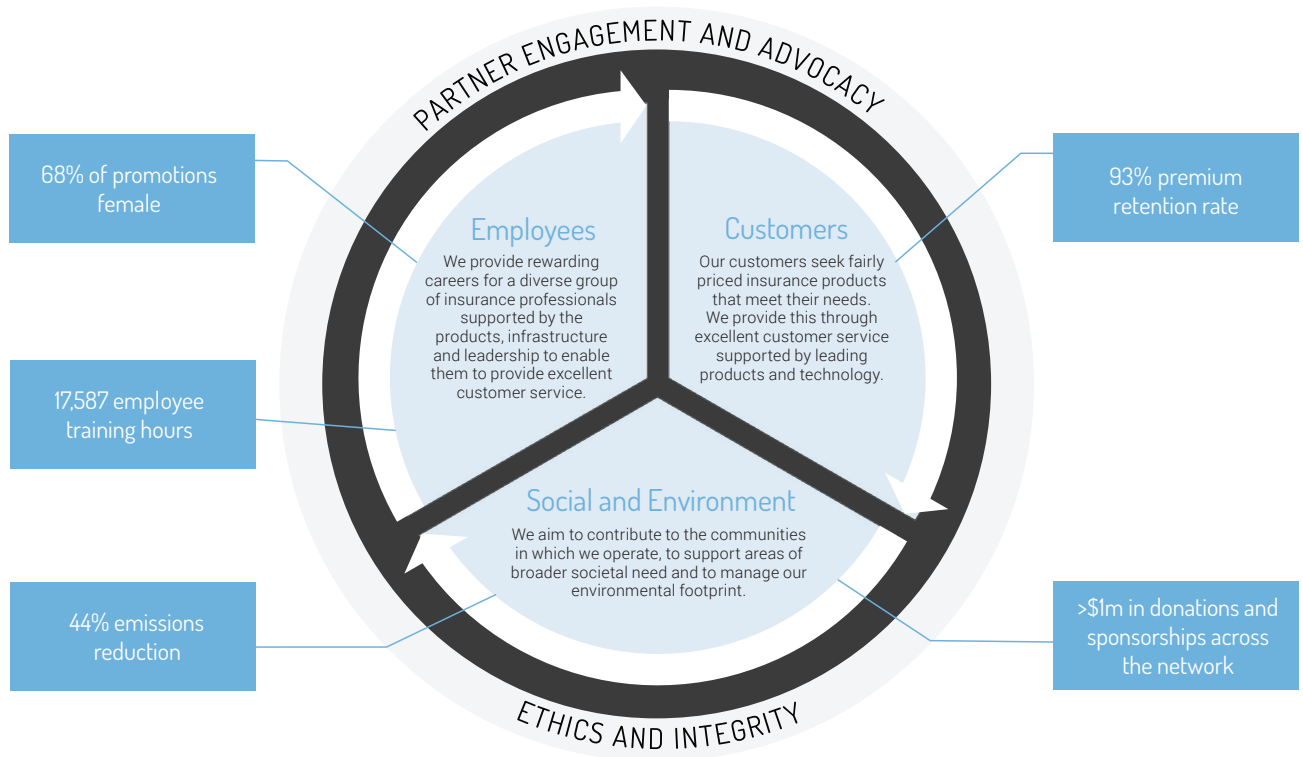 PARTNER ENGAGEMENT AND ADVOCACY
68% of promotions
female
93% premium
retention rate
Employees
We provide rewarding
careers for a diverse group
of insurance professionals
supported by the
products, infrastructure
and leadership to enable
them to provide excellent
customer service.
Customers
Our customers seek fairly
priced insurance products
that meet their needs.
We provide this through
excellent customer service
supported by leading
products and technology.
17,587 employee
training hours
Social and Environment
We aim to contribute to the communities
in which we operate, to support areas of
broader societal need and to manage our
environmental footprint.
44% emissions
reduction
>$1m in donations and
sponsorships across
the network
ETHICS AND INTEGRITY